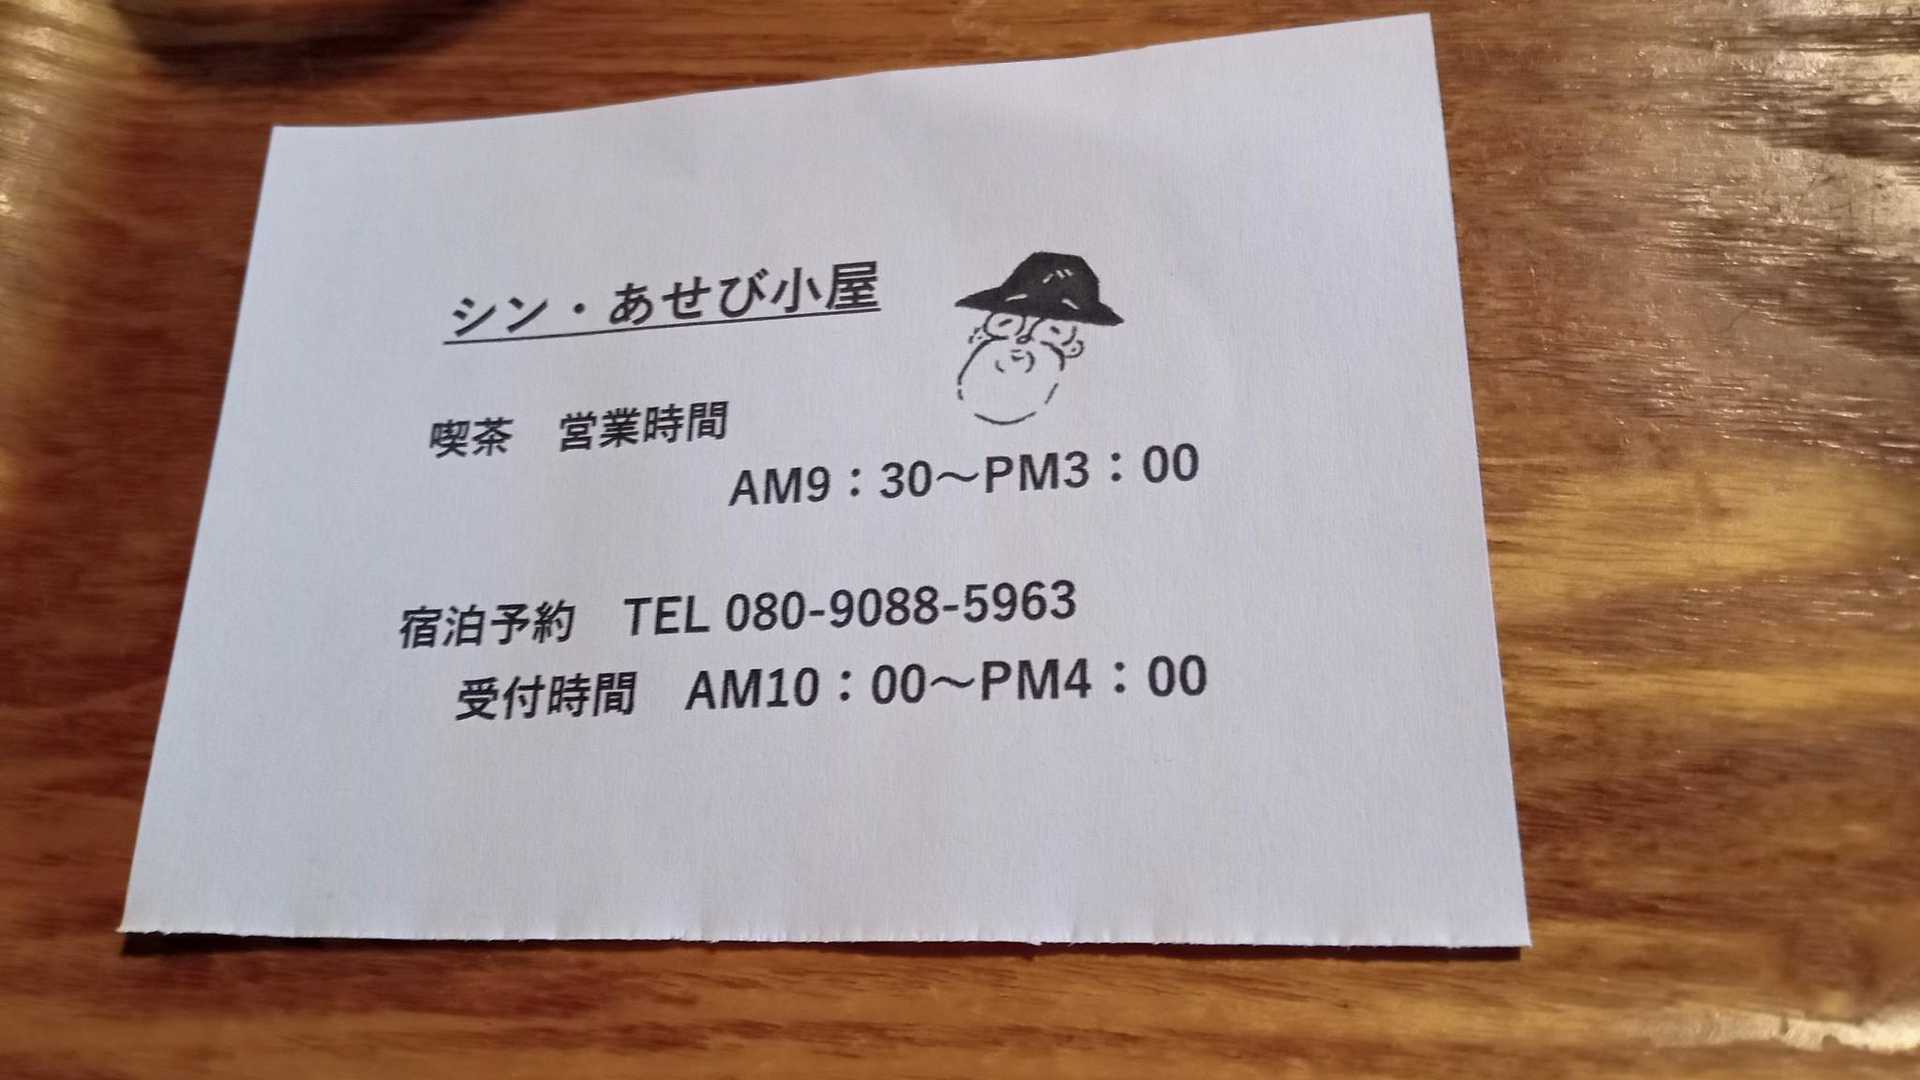 シン・あせび小屋
喫茶　営業時間
AM9：30〜PM3：00
宿泊予約　TEL 080-9088-5963
受付時間　AM10：00〜PM4：00